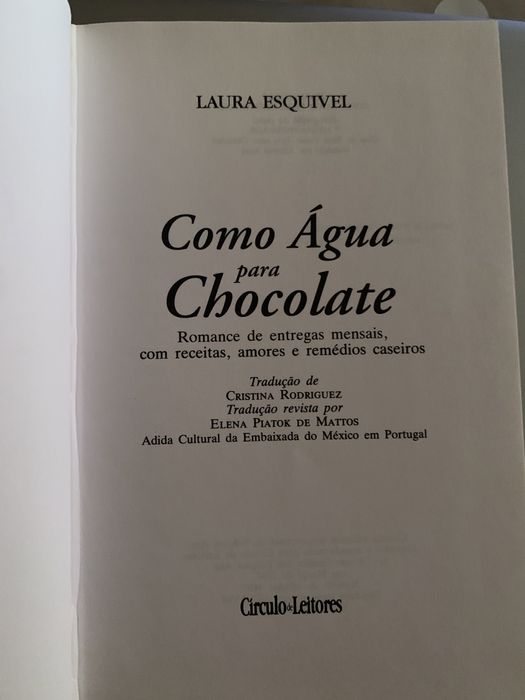 LAURA ESQUIVEL
Como Água
para
Chocolate
Romance de entregas mensais,
com receitas, amores e remédios caseiros
Tradução de
CRISTINA RODRIGUEZ
Tradução revista por
ELENA PIATOK DE MATTOS
Adida Cultural da Embaixada do México em Portugal
Círculo de Leitores